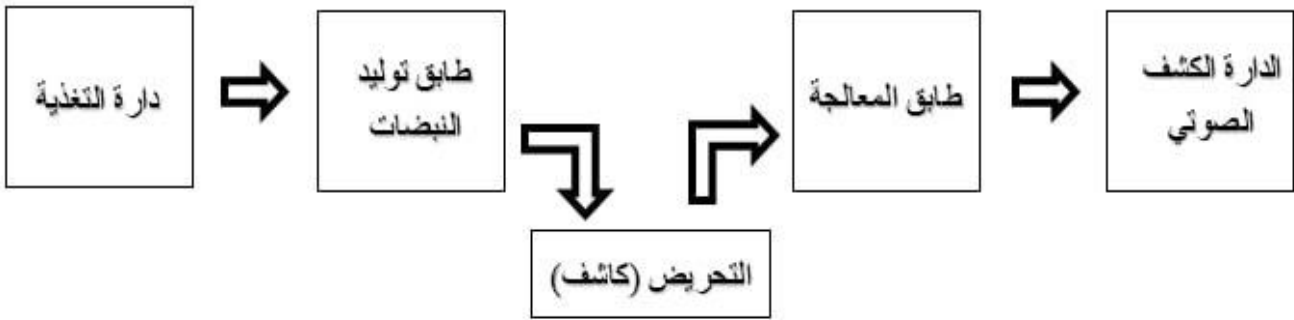 دارة التغذية
طابق توليد
النبضات
التحريض (كاشف)
طابق المعالجة
الدارة الكشف
الصوتي